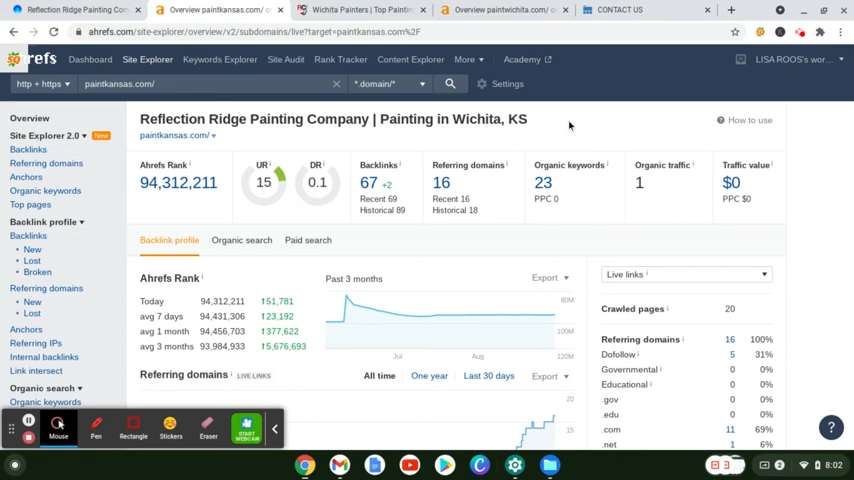 Reflection Ridge Painting Com
Overview paintkansas.com/ o
Wichita Painters | Top Paintin
Overview paintwichita.com/ o
CONTACT US
ahrefs.com/site-explorer/overview/v2/subdomains/live?target=paintkansas.com%2F
Dashboard
Site Explorer
Keywords Explorer
Site Audit
Rank Tracker
Content Explorer
More
Academy
LISA ROOS's wor...
http + https
paintkansas.com/
*.domain/*
Settings
Overview
Site Explorer 2.0 New
Backlinks
Referring domains
Anchors
Organic keywords
Top pages
Backlink profile
Backlinks
New
Lost
Broken
Referring domains
New
Lost
Anchors
Referring IPs
Internal backlinks
Link intersect
Organic search
Organic keywords
Reflection Ridge Painting Company | Painting in Wichita, KS
How to use
paintkansas.com/
Ahrefs Rank
94,312,211
UR
15
DR
0.1
Backlinks
67 +2
Recent 69
Historical 89
Referring domains
16
Recent 16
Historical 18
Organic keywords
23
PPC 0
Organic traffic
1
Traffic value
$0
PPC $0
Backlink profile
Organic search
Paid search
Ahrefs Rank
Today 94,312,211 ↑51,781
avg 7 days 94,431,306 ↑23,192
avg 1 month 94,456,703 ↑377,622
avg 3 months 93,984,933 ↑5,676,693
Past 3 months
Export
80M
100M
120M
Jul
Aug
Referring domains LIVE LINKS
All time
One year
Last 30 days
Export
20
15
Live links
Crawled pages 20
Referring domains 16 100%
Dofollow 5 31%
Governmental 0 0%
Educational 0 0%
.gov 0 0%
.edu 0 0%
.com 11 69%
.net 1 6%
Mouse
Pen
Rectangle
Stickers
Eraser
START WEBCAM
2
8:02